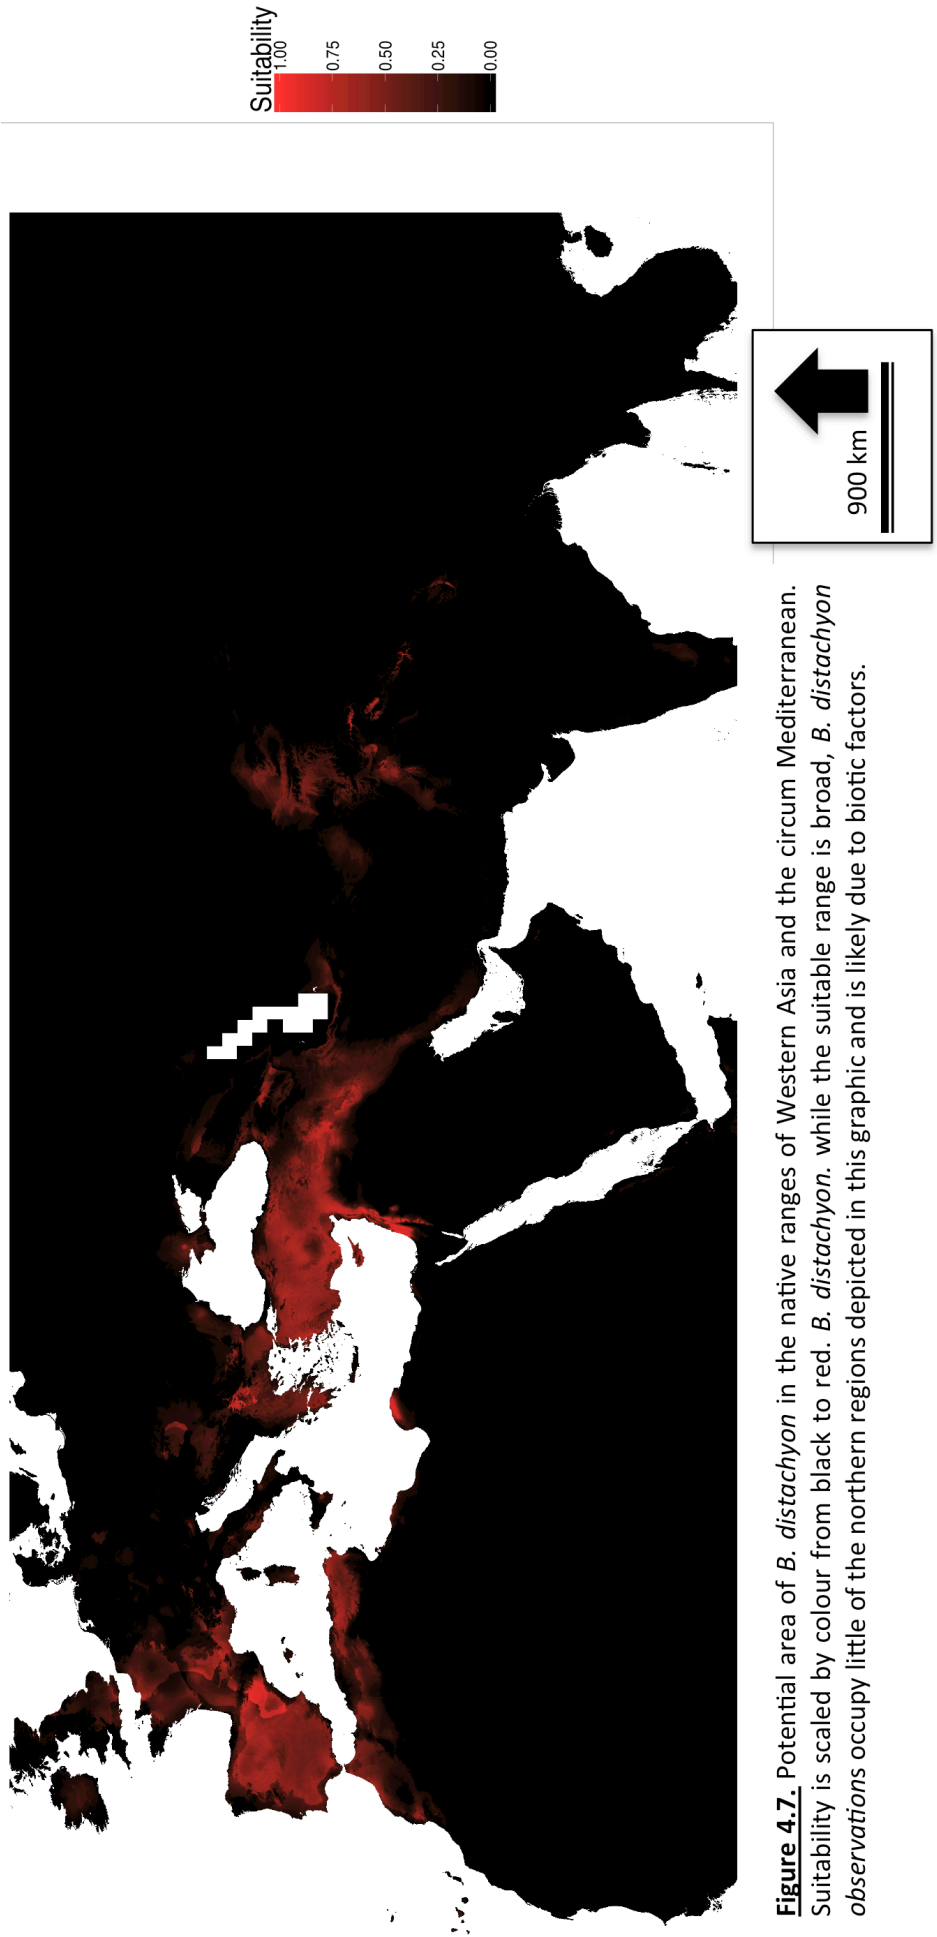 Suitability
1.00
0.75
0.50
0.25
0.00
900 km
Figure 4.7. Potential area of B. distachyon in the native ranges of Western Asia and the circum Mediterranean.
Suitability is scaled by colour from black to red. B. distachyon. while the suitable range is broad, B. distachyon
observations occupy little of the northern regions depicted in this graphic and is likely due to biotic factors.